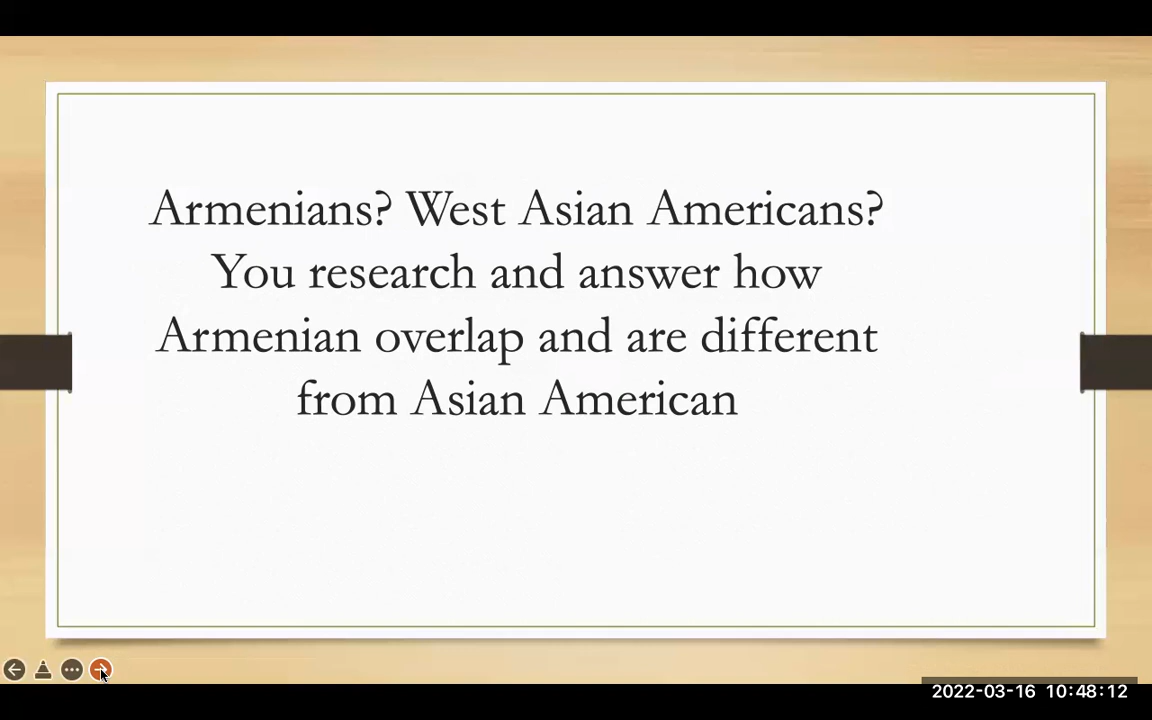 Armenians? West Asian Americans?
You research and answer how
Armenian overlap and are different
from Asian American
2022-03-16 10:48:12